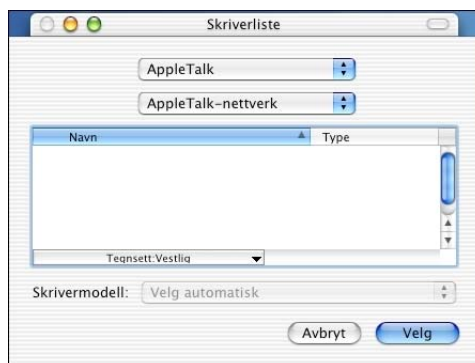 Skriverliste
AppleTalk
AppleTalk-nettverk
Navn Type
Tegnsett:Vestlig
Skrivermodell: Velg automatisk
Avbryt Velg